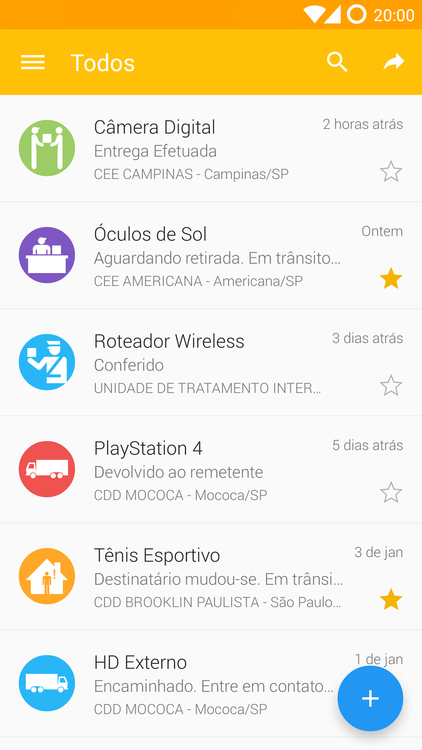 20:00
Todos
Câmera Digital
2 horas atrás
Entrega Efetuada
CEE CAMPINAS - Campinas/SP
Óculos de Sol
Ontem
Aguardando retirada. Em trânsito...
CEE AMERICANA - Americana/SP
Roteador Wireless
3 dias atrás
Conferido
UNIDADE DE TRATAMENTO INTER...
PlayStation 4
5 dias atrás
Devolvido ao remetente
CDD MOCOCA - Mococa/SP
Tênis Esportivo
3 de jan
Destinatário mudou-se. Em trânsi...
CDD BROOKLIN PAULISTA - São Paulo...
HD Externo
1 de jan
Encaminhado. Entre em contato...
CDD MOCOCA - Mococa/SP